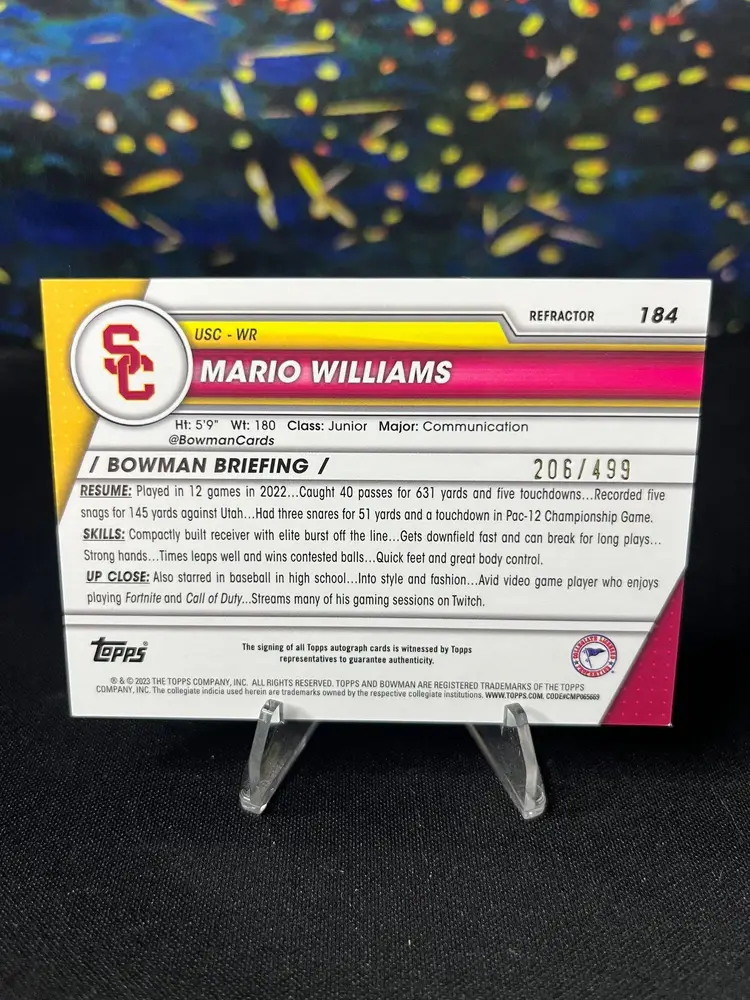 REFRACTOR 184
USC - WR
SC
MARIO WILLIAMS
Ht: 5'9" Wt: 180 Class: Junior Major: Communication
@BowmanCards
/ BOWMAN BRIEFING /
206/499
RESUME: Played in 12 games in 2022...Caught 40 passes for 631 yards and five touchdowns...Recorded five
snags for 145 yards against Utah...Had three snares for 51 yards and a touchdown in Pac-12 Championship Game.
SKILLS: Compactly built receiver with elite burst off the line...Gets downfield fast and can break for long plays...
Strong hands...Times leaps well and wins contested balls...Quick feet and great body control.
UP CLOSE: Also starred in baseball in high school...Into style and fashion...Avid video game player who enjoys
playing Fortnite and Call of Duty...Streams many of his gaming sessions on Twitch.
Topps®
The signing of all Topps autograph cards is witnessed by Topps
representatives to guarantee authenticity.
COLLEGIATE LICENSED
PROPERTIES
® & © 2023 THE TOPPS COMPANY, INC. ALL RIGHTS RESERVED. TOPPS AND BOWMAN ARE REGISTERED TRADEMARKS OF THE TOPPS
COMPANY, INC. The collegiate indicia used herein are trademarks owned by the respective collegiate institutions. WWW.TOPPS.COM. CODE#CMP065669